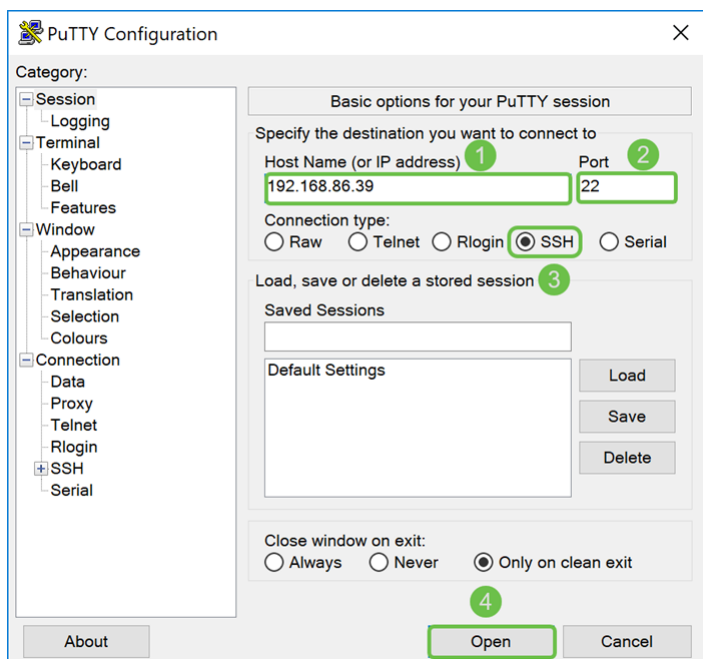 PuTTY Configuration
Category:
Session
Logging
Terminal
Keyboard
Bell
Features
Window
Appearance
Behaviour
Translation
Selection
Colours
Connection
Data
Proxy
Telnet
Rlogin
SSH
Serial
Basic options for your PuTTY session
Specify the destination you want to connect to
Host Name (or IP address) 1 Port 2
192.168.86.39 22
Connection type:
Raw Telnet Rlogin SSH Serial
Load, save or delete a stored session 3
Saved Sessions
Default Settings
Load
Save
Delete
Close window on exit:
Always Never Only on clean exit
4
About Open Cancel